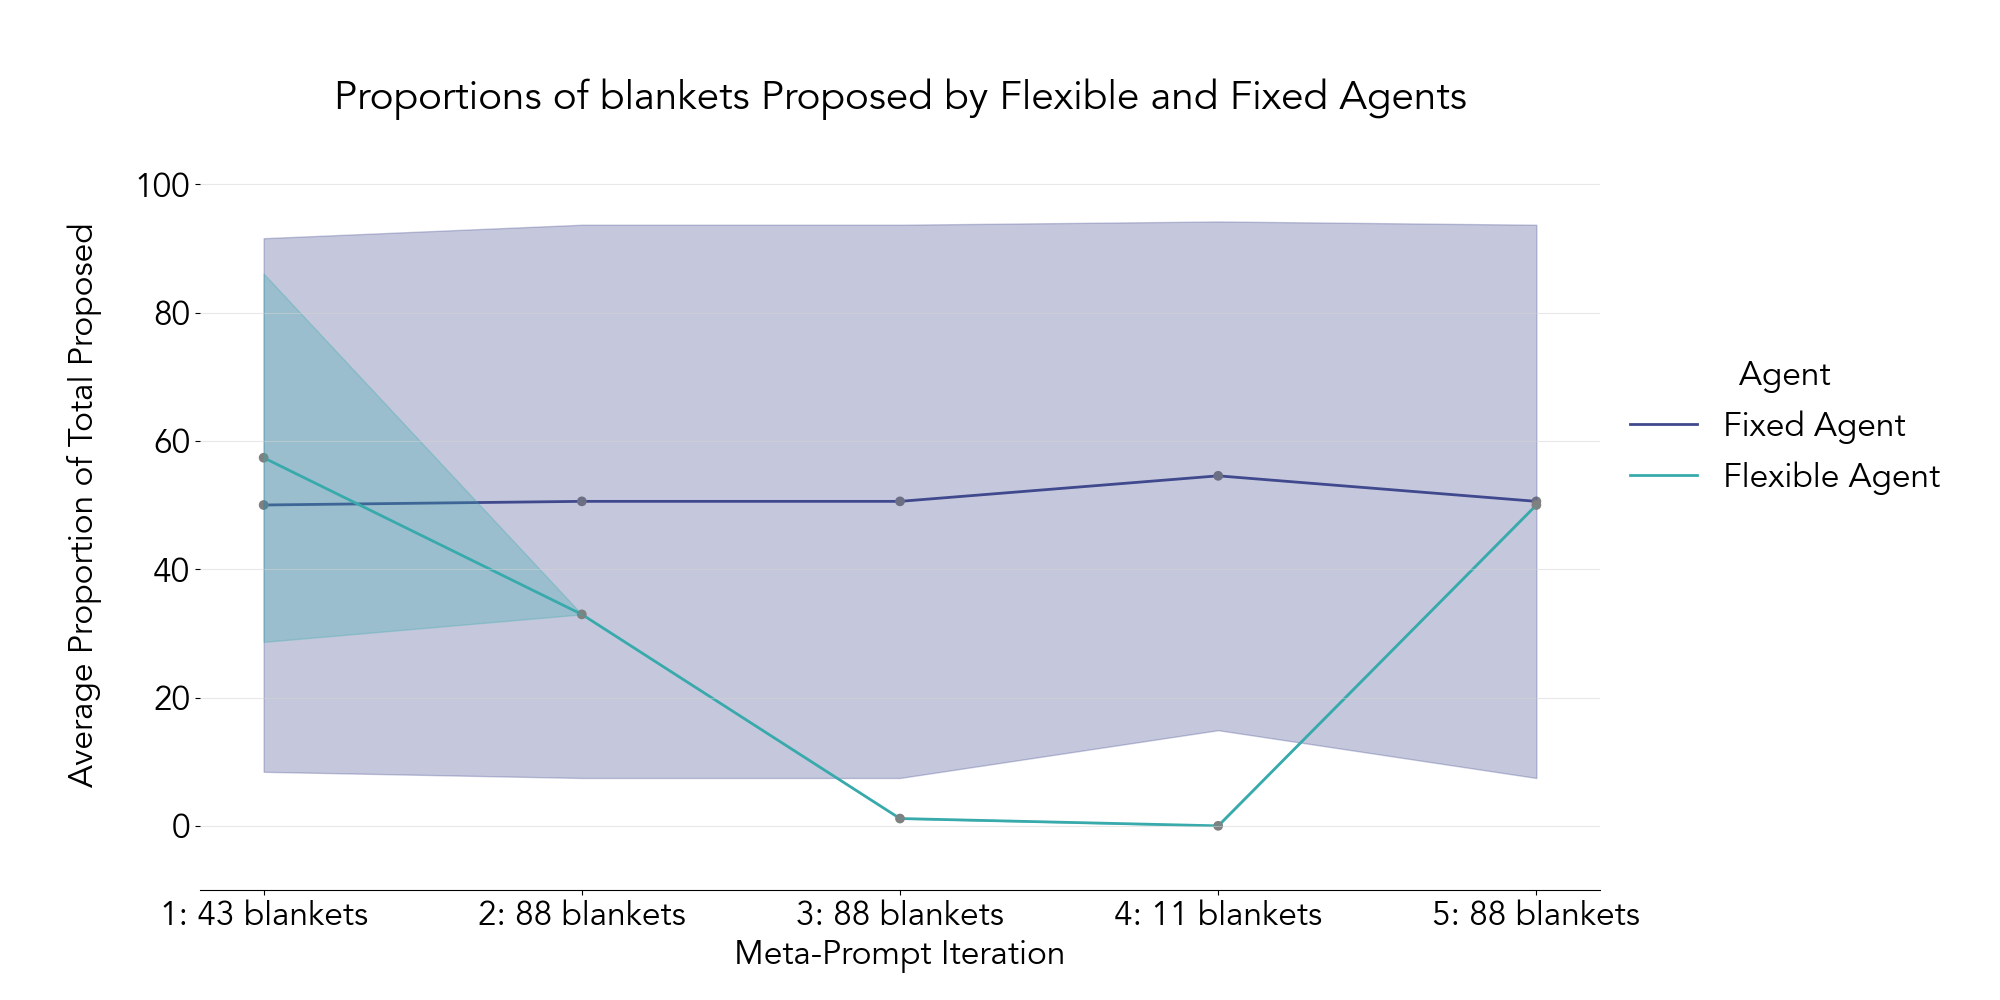 Proportions of blankets Proposed by Flexible and Fixed Agents
Average Proportion of Total Proposed
100
80
60
40
20
0
1: 43 blankets
2: 88 blankets
3: 88 blankets
4: 11 blankets
5: 88 blankets
Meta-Prompt Iteration
Agent
Fixed Agent
Flexible Agent